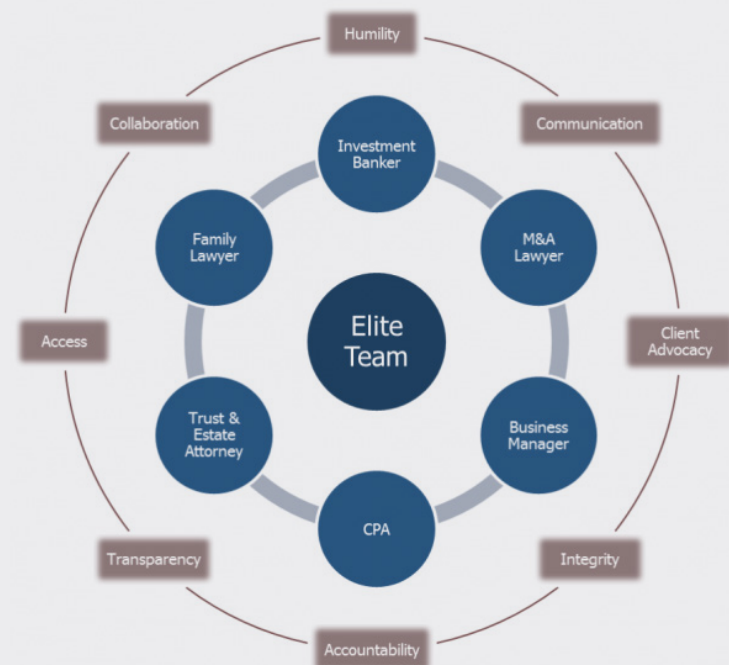 Humility
Collaboration
Communication
Investment
Banker
Family
Lawyer
M&A
Lawyer
Elite
Team
Access
Client
Advocacy
Trust &
Estate
Attorney
Business
Manager
CPA
Transparency
Integrity
Accountability